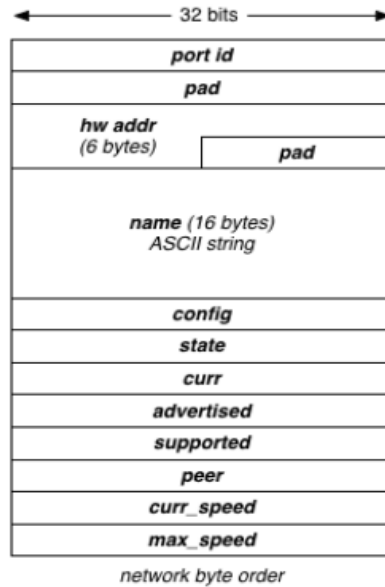 32 bits
port id
pad
hw addr
(6 bytes)
pad
name (16 bytes)
ASCII string
config
state
curr
advertised
supported
peer
curr_speed
max_speed
network byte order